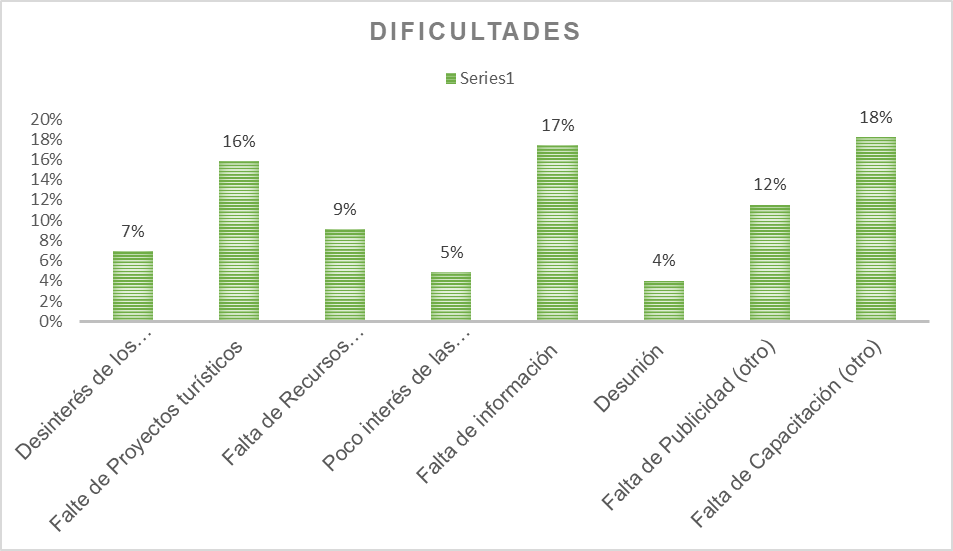 DIFICULTADES
Series1
20%
18%
16%
14%
12%
10%
8%
6%
4%
2%
0%
7%
16%
9%
5%
17%
4%
12%
18%
Desinterés de los…
Falte de Proyectos turísticos
Falta de Recursos…
Poco interés de las…
Falta de información
Desunión
Falta de Publicidad (otro)
Falta de Capacitación (otro)